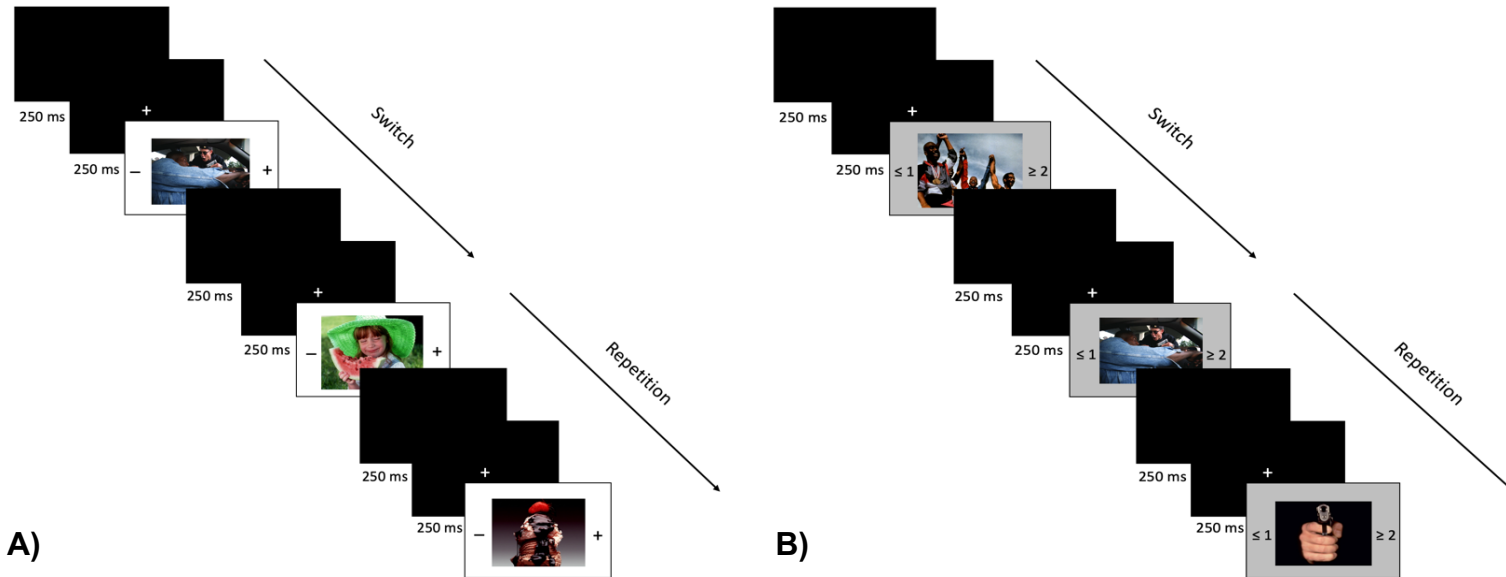 250 ms
+
250 ms
– +
Switch
250 ms
+
250 ms
– +
Repetition
250 ms
+
250 ms
– +
A)
250 ms
+
250 ms
≤ 1 ≥ 2
Switch
250 ms
+
250 ms
≤ 1 ≥ 2
Repetition
250 ms
+
250 ms
≤ 1 ≥ 2
B)